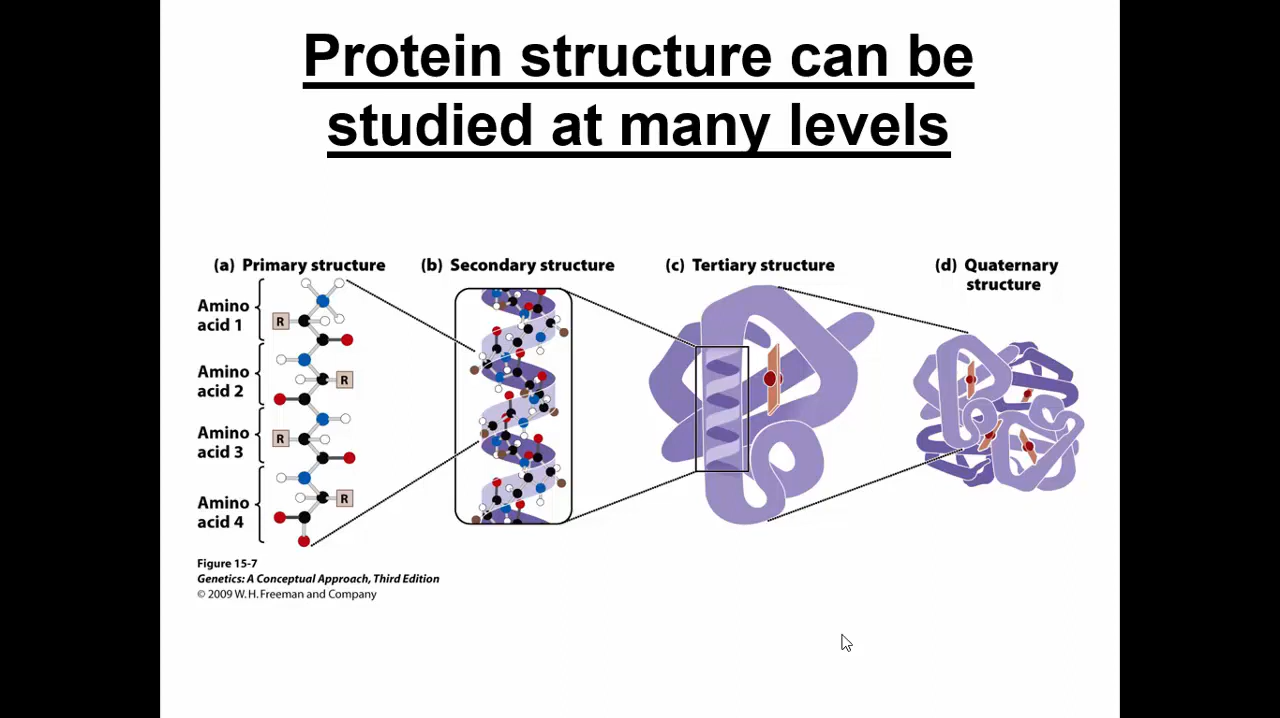 Protein structure can be
studied at many levels
(a) Primary structure
(b) Secondary structure
(c) Tertiary structure
(d) Quaternary
structure
Amino
acid 1
R
Amino
acid 2
R
Amino
acid 3
R
Amino
acid 4
R
Figure 15-7
Genetics: A Conceptual Approach, Third Edition
© 2009 W. H. Freeman and Company